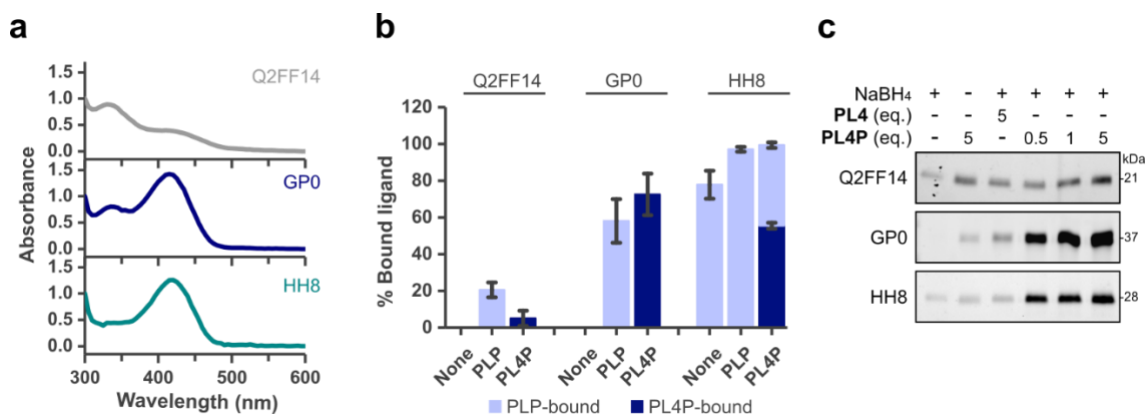 a
1.5
1.0
0.5
0.0
Q2FF14
1.5
1.0
0.5
0.0
GP0
1.5
1.0
0.5
0.0
HH8
Absorbance
300 400 500 600
Wavelength (nm)
b
Q2FF14 GP0 HH8
120
100
80
60
40
20
0
% Bound ligand
None PLP PL4P None PLP PL4P None PLP PL4P
PLP-bound PL4P-bound
c
NaBH₄ + - + + + +
PL4 (eq.) - - 5 - - -
PL4P (eq.) - 5 - 0.5 1 5
kDa
Q2FF14 -21
GP0 -37
HH8 -28